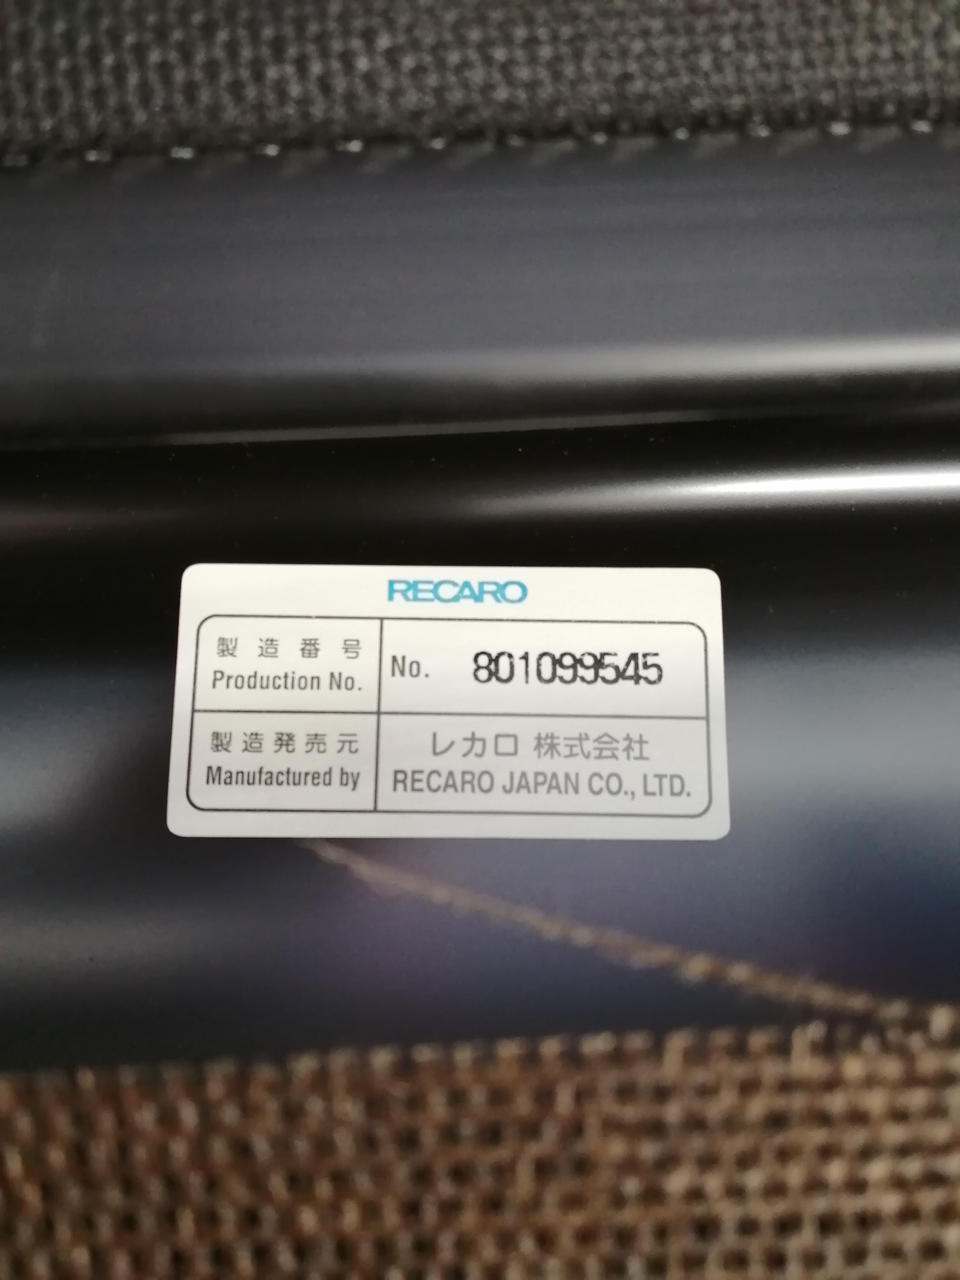 RECARO
製造番号
Production No.
No. 801099545
製造発売元
Manufactured by
レカロ 株式会社
RECARO JAPAN CO., LTD.